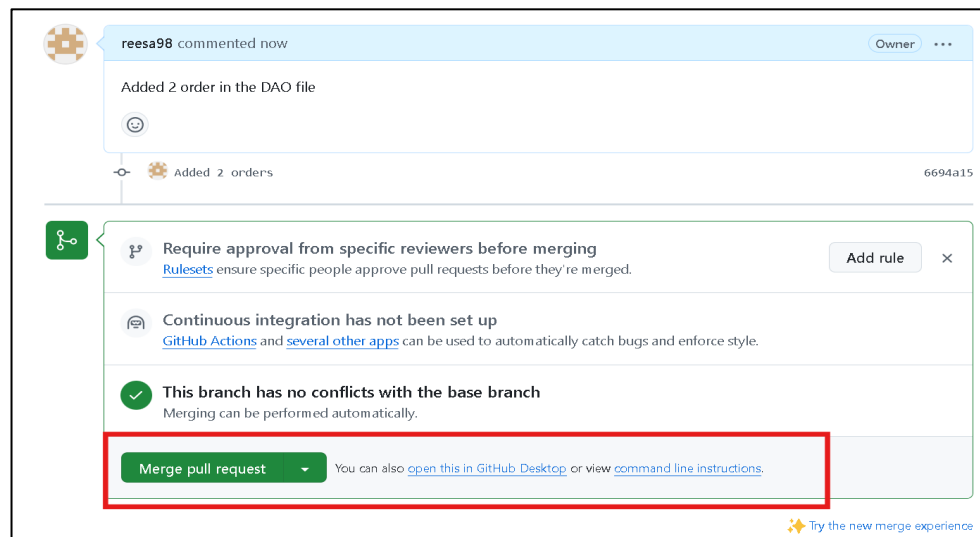 reesa98 commented now
Owner
Added 2 order in the DAO file
Added 2 orders
6694a15
Require approval from specific reviewers before merging
Rulesets ensure specific people approve pull requests before they're merged.
Add rule
Continuous integration has not been set up
GitHub Actions and several other apps can be used to automatically catch bugs and enforce style.
This branch has no conflicts with the base branch
Merging can be performed automatically.
Merge pull request
You can also open this in GitHub Desktop or view command line instructions.
Try the new merge experience